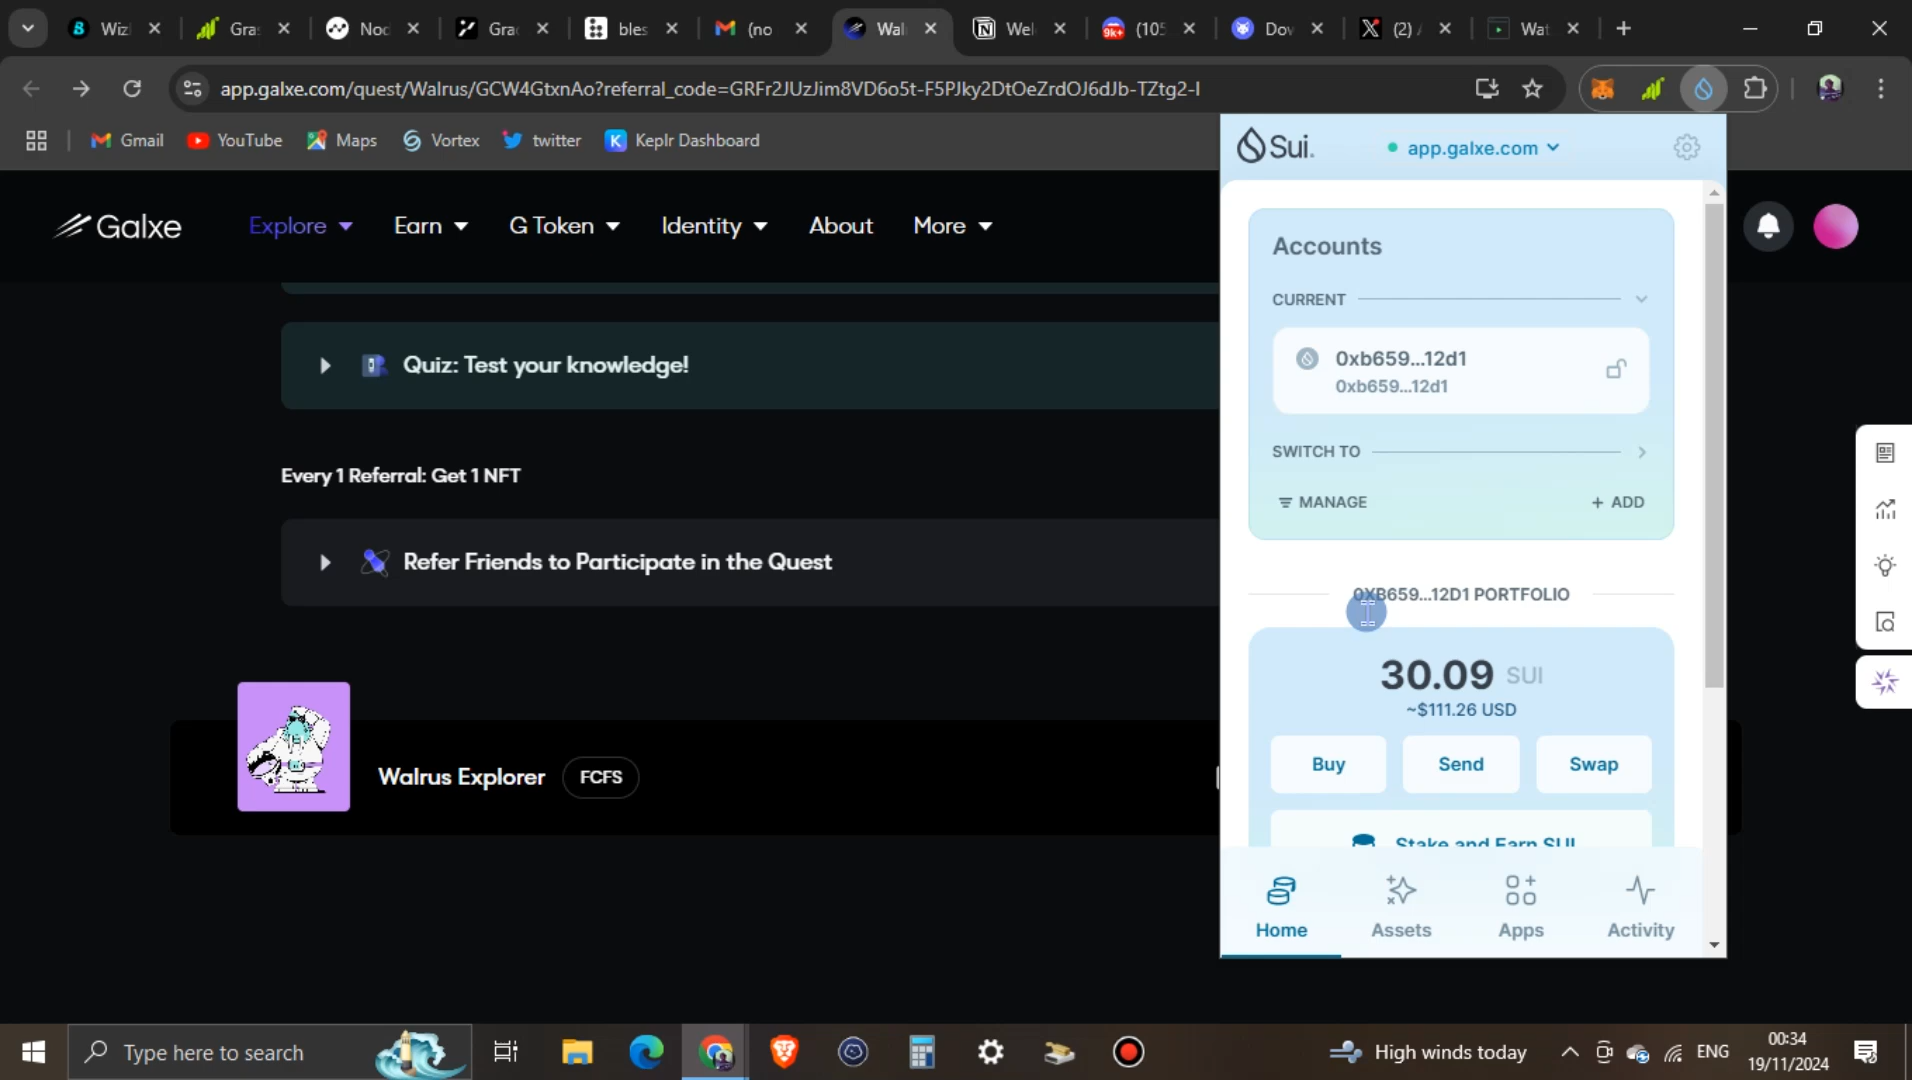 Wiz
Gra
Noc
Grac
bles
(no
Wal
Wel
(105
Dov
(2) /
Wat
app.galxe.com/quest/Walrus/GCW4GtxnAo?referral_code=GRFr2JUzJim8VD6o5t-F5PJky2DtOeZrdOJ6dJb-TZtg2-I
Gmail
YouTube
Maps
Vortex
twitter
Keplr Dashboard
Galxe
Explore
Earn
G Token
Identity
About
More
Quiz: Test your knowledge!
Every 1 Referral: Get 1 NFT
Refer Friends to Participate in the Quest
Walrus Explorer
FCFS
Sui
app.galxe.com
Accounts
CURRENT
0xb659...12d1
0xb659...12d1
SWITCH TO
MANAGE
+ ADD
0XB659...12D1 PORTFOLIO
30.09 SUI
~$111.26 USD
Buy
Send
Swap
Stake and Earn SUI
Home
Assets
Apps
Activity
Type here to search
High winds today
ENG
00:34
19/11/2024